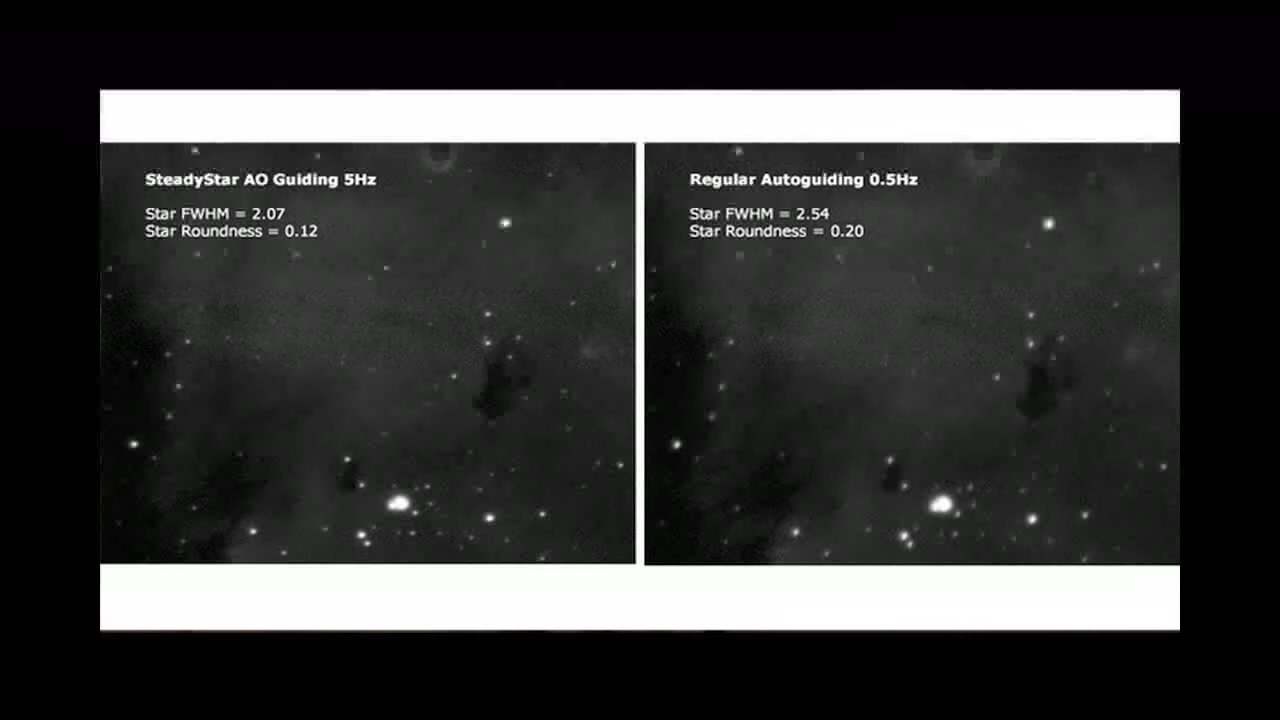 SteadyStar AO Guiding 5Hz
Star FWHM = 2.07
Star Roundness = 0.12
Regular Autoguiding 0.5Hz
Star FWHM = 2.54
Star Roundness = 0.20